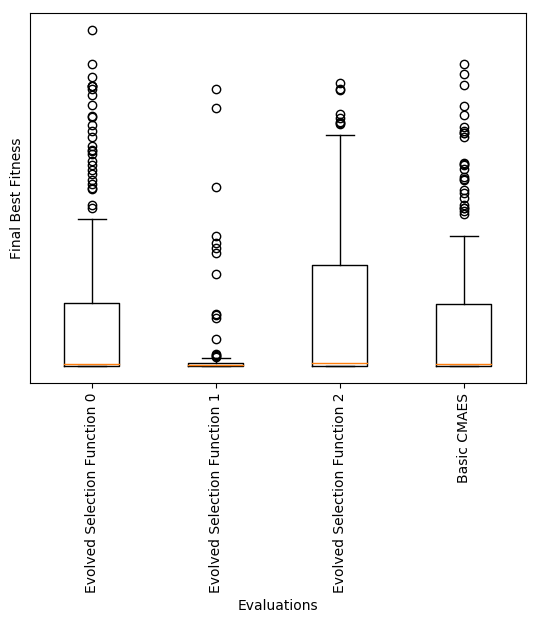 Final Best Fitness
Evolved Selection Function 0
Evolved Selection Function 1
Evolved Selection Function 2
Basic CMAES
Evaluations